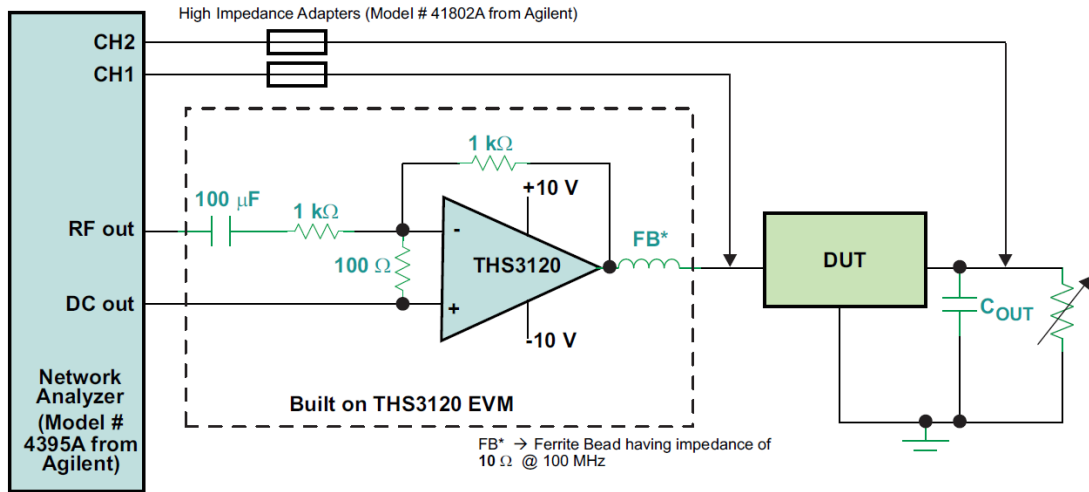 High Impedance Adapters (Model # 41802A from Agilent)
CH2
CH1
1 kΩ
+10 V
100 µF
1 kΩ
RF out
-
FB*
100 Ω
THS3120
DUT
DC out
+
C_OUT
-10 V
Network
Analyzer
(Model #
4395A from
Agilent)
Built on THS3120 EVM
FB* → Ferrite Bead having impedance of
10 Ω @ 100 MHz